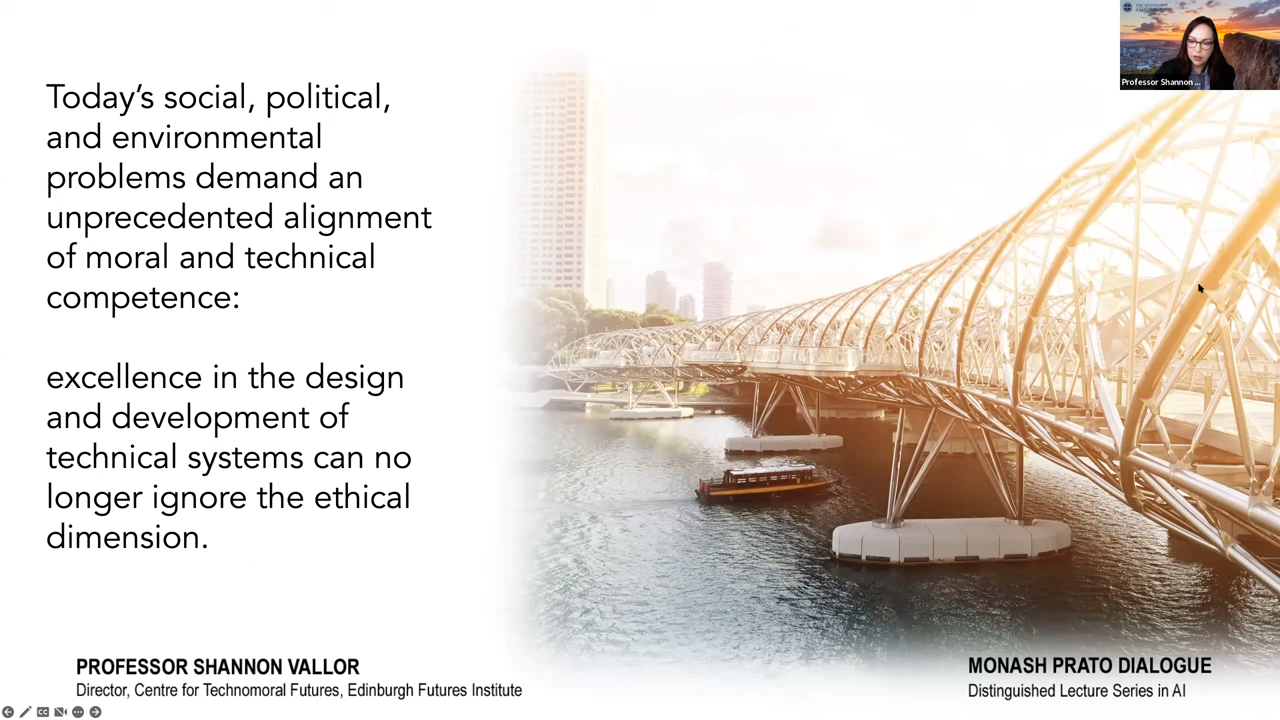 Today's social, political,
and environmental
problems demand an
unprecedented alignment
of moral and technical
competence:
excellence in the design
and development of
technical systems can no
longer ignore the ethical
dimension.
Professor Shannon ...
PROFESSOR SHANNON VALLOR
Director, Centre for Technomoral Futures, Edinburgh Futures Institute
MONASH PRATO DIALOGUE
Distinguished Lecture Series in AI